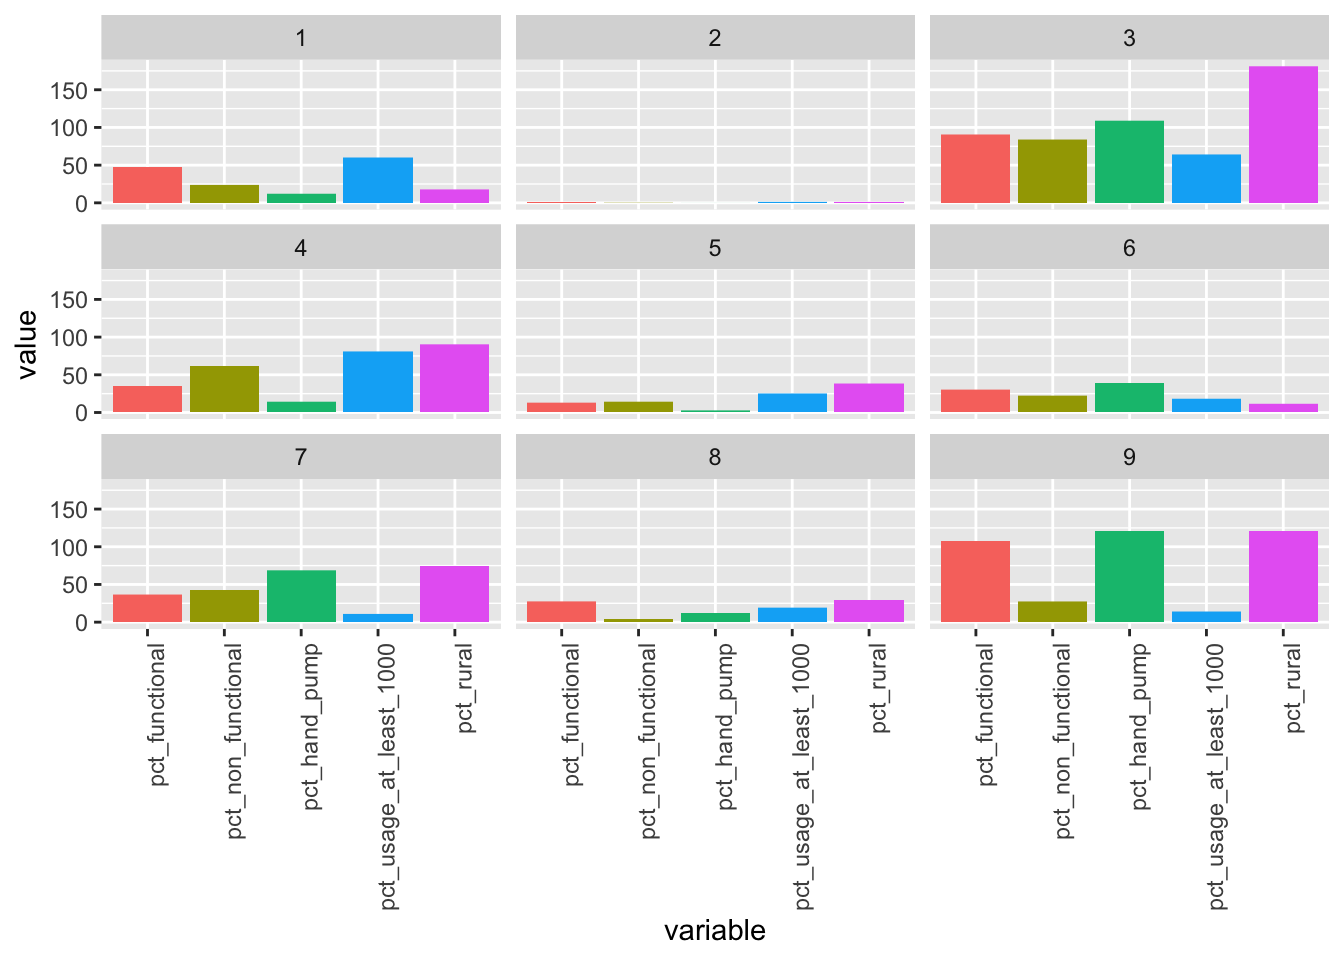 1 2 3
150
100
50
0
4 5 6
150
100
50
0
value
7 8 9
150
100
50
0
pct_functional
pct_non_functional
pct_hand_pump
pct_usage_at_least_1000
pct_rural
pct_functional
pct_non_functional
pct_hand_pump
pct_usage_at_least_1000
pct_rural
pct_functional
pct_non_functional
pct_hand_pump
pct_usage_at_least_1000
pct_rural
variable